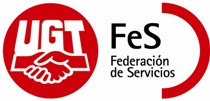 UGT
FeS
Federación
de Servicios